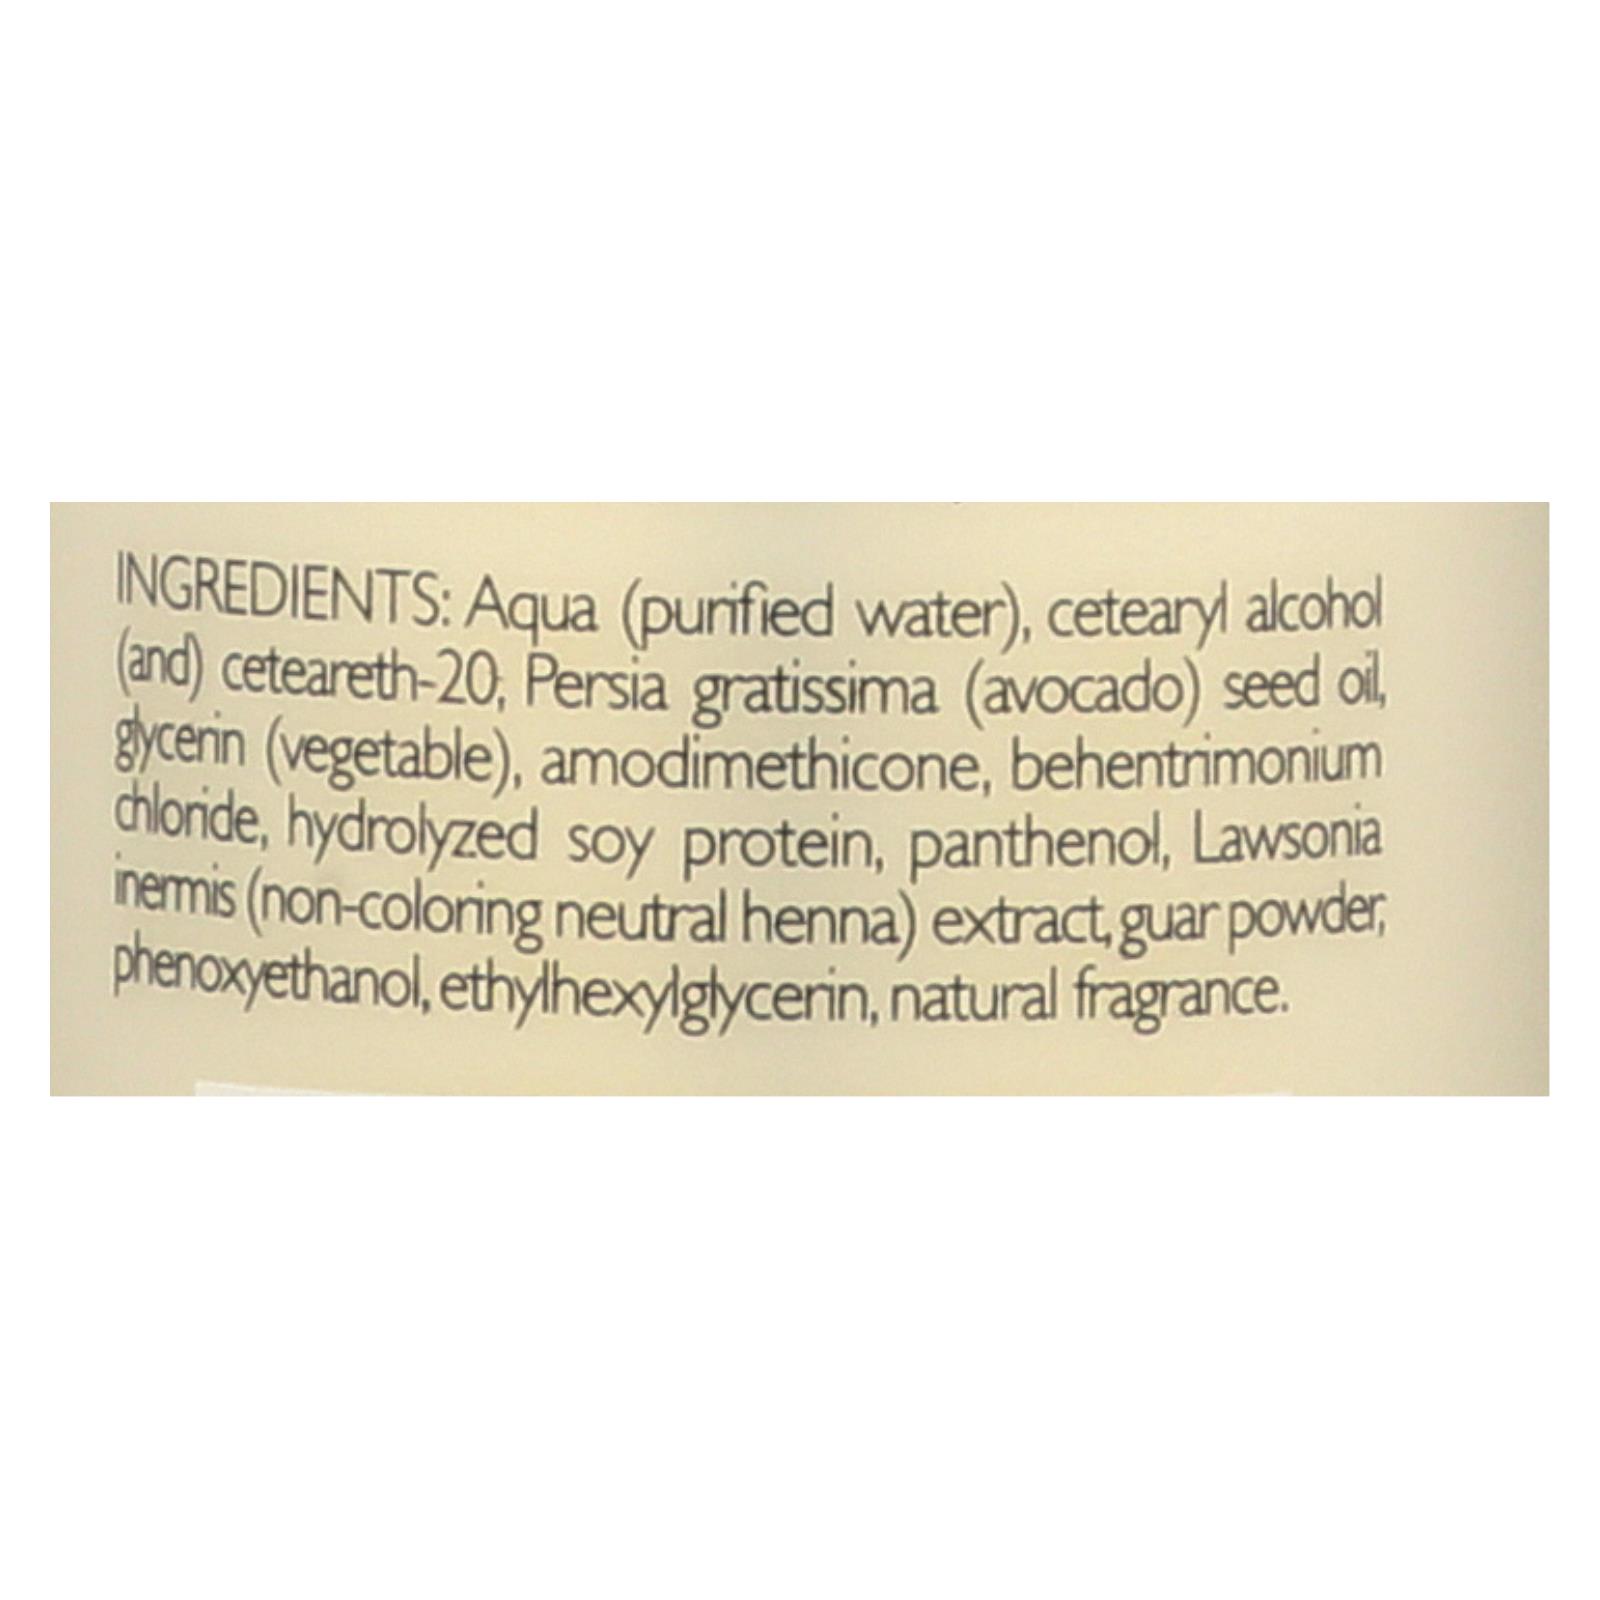 INGREDIENTS: Aqua (purified water), cetearyl alcohol
(and) ceteareth-20, Persia gratissima (avocado) seed oil,
glycerin (vegetable), amodimethicone, behentrimonium
chloride, hydrolyzed soy protein, panthenol, Lawsonia
inermis (non-coloring neutral henna) extract, guar powder,
phenoxyethanol, ethylhexylglycerin, natural fragrance.